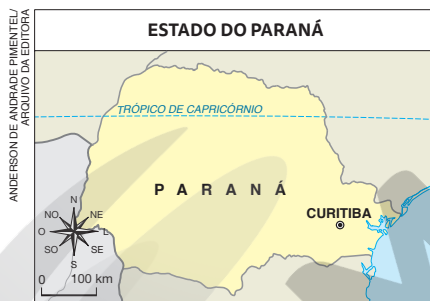 ESTADO DO PARANÁ
ANDERSON DE ANDRADE PIMENTEL/
ARQUIVO DA EDITORA
TRÓPICO DE CAPRICÓRNIO
PARANÁ
CURITIBA
N
NO NE
O L
SO SE
S
0 100 km